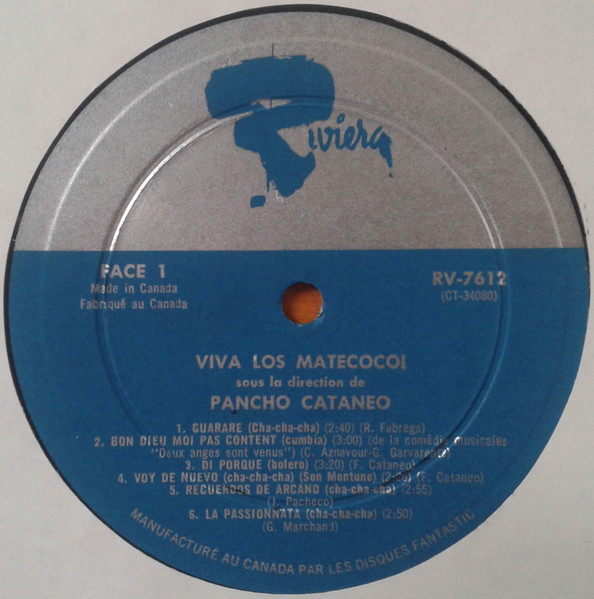 Riviera
FACE 1
Made in Canada
Fabriqué au Canada
RV-7612
(CT-34080)
VIVA LOS MATECOCO!
sous la direction de
PANCHO CATANEO
1. GUARARE (Cha-cha-cha) (2:40) (R. Fabrega)
2. BON DIEU MOI PAS CONTENT (cumbia) (3:00) (de la comédie musicales
"Deux anges sont venus") (C. Aznavour-G. Garvarentz)
3. DI PORQUE (bolero) (3:20) (F. Cataneo)
4. VOY DE NUEVO (cha-cha-cha) (Son Montuno) (F. Cataneo)
5. RECUERDOS DE ARCANO (cha-cha-cha) (2:55)
(J. Pacheco)
6. LA PASSIONNATA (cha-cha-cha) (2:50)
(G. Marchand)
MANUFACTURÉ AU CANADA PAR LES DISQUES FANTASTIC